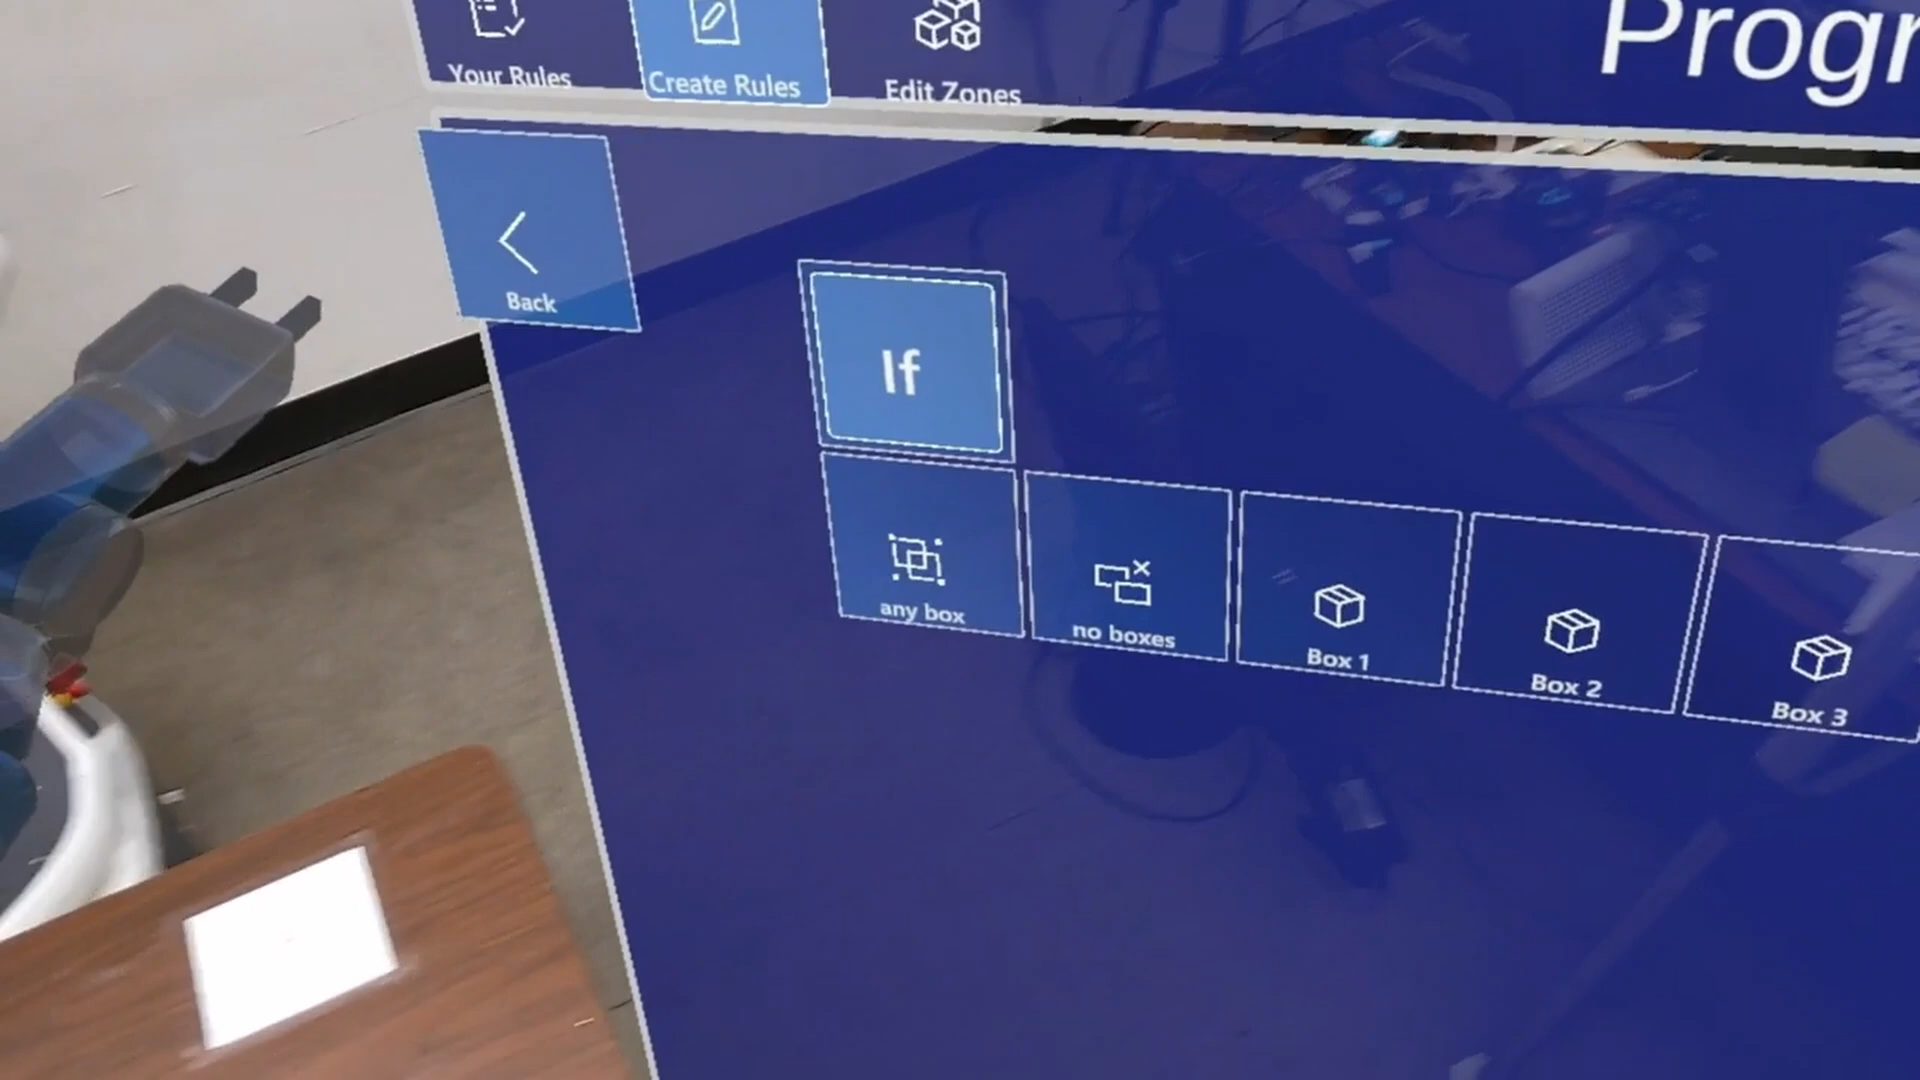 Your Rules
Create Rules
Edit Zones
Progr
Back
If
any box
no boxes
Box 1
Box 2
Box 3